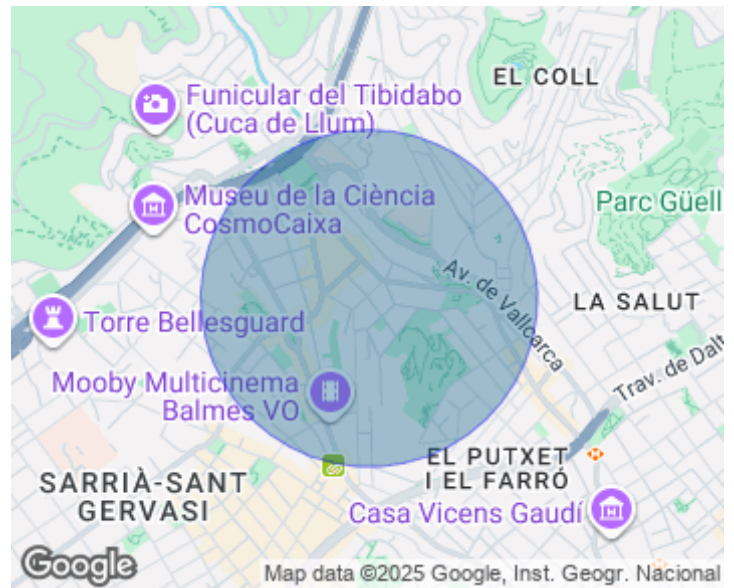 EL COLL
Funicular del Tibidabo
(Cuca de Llum)
Museu de la Ciència
CosmoCaixa
Parc Güell
Av. de Vallcarca
LA SALUT
Torre Bellesguard
Trav. de Dalt
Mooby Multicinema
Balmes VO
EL PUTXET
I EL FARRÓ
SARRIÀ-SANT
GERVASI
Casa Vicens Gaudí
Google
Map data ©2025 Google, Inst. Geogr. Nacional